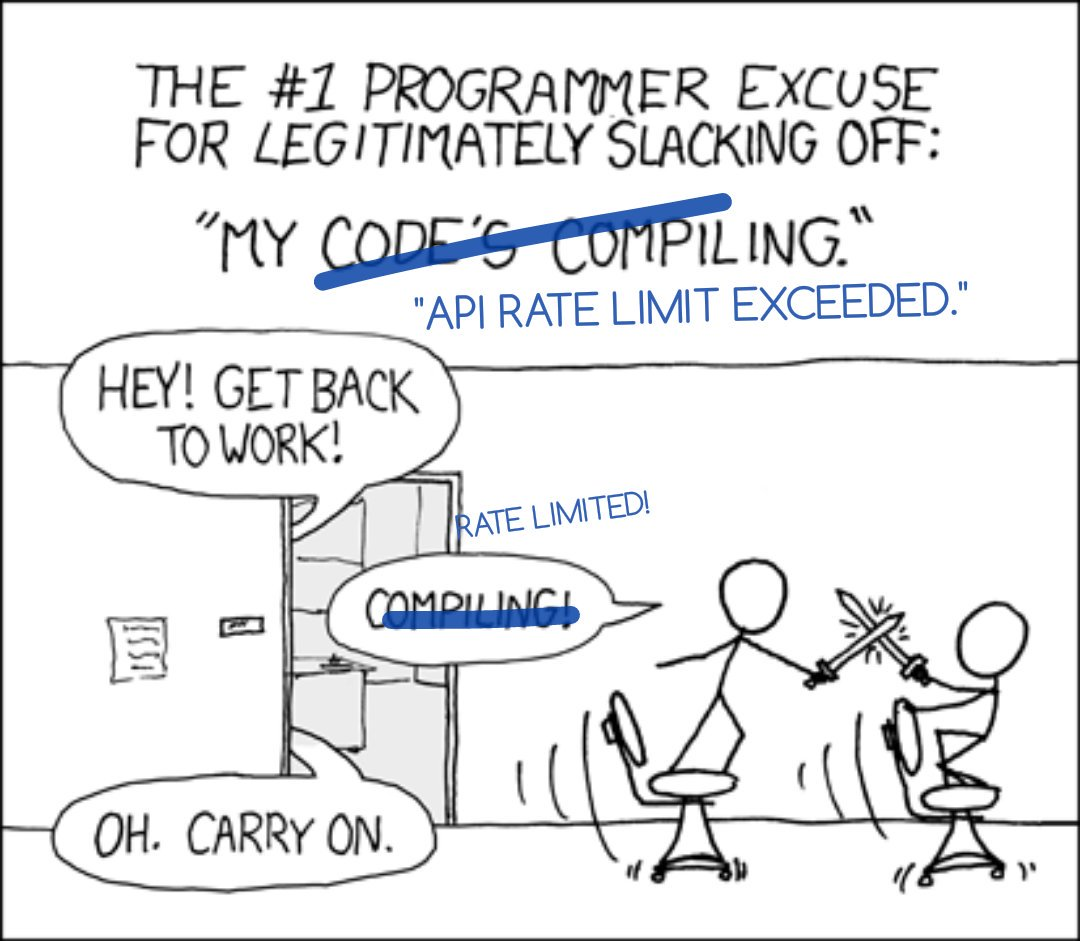 THE #1 PROGRAMMER EXCUSE
FOR LEGITIMATELY SLACKING OFF:
"MY CODE'S COMPILING."
"API RATE LIMIT EXCEEDED."
HEY! GET BACK
TO WORK!
RATE LIMITED!
COMPILING!
OH. CARRY ON.